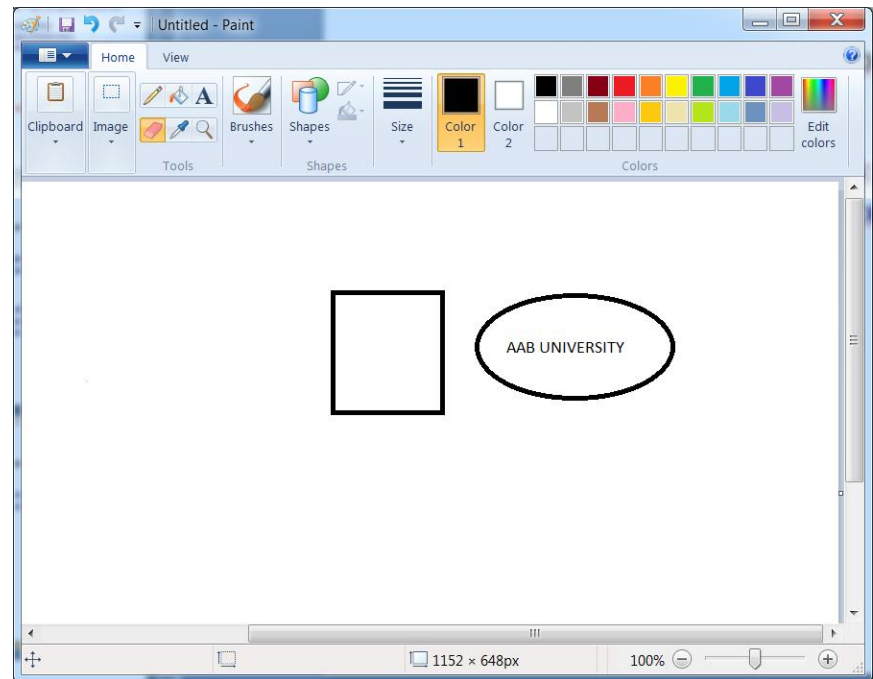 Untitled - Paint
Home View
Clipboard Image Brushes Shapes Size Color 1 Color 2 Edit colors
A
Tools Shapes Colors
AAB UNIVERSITY
1152 × 648px 100%